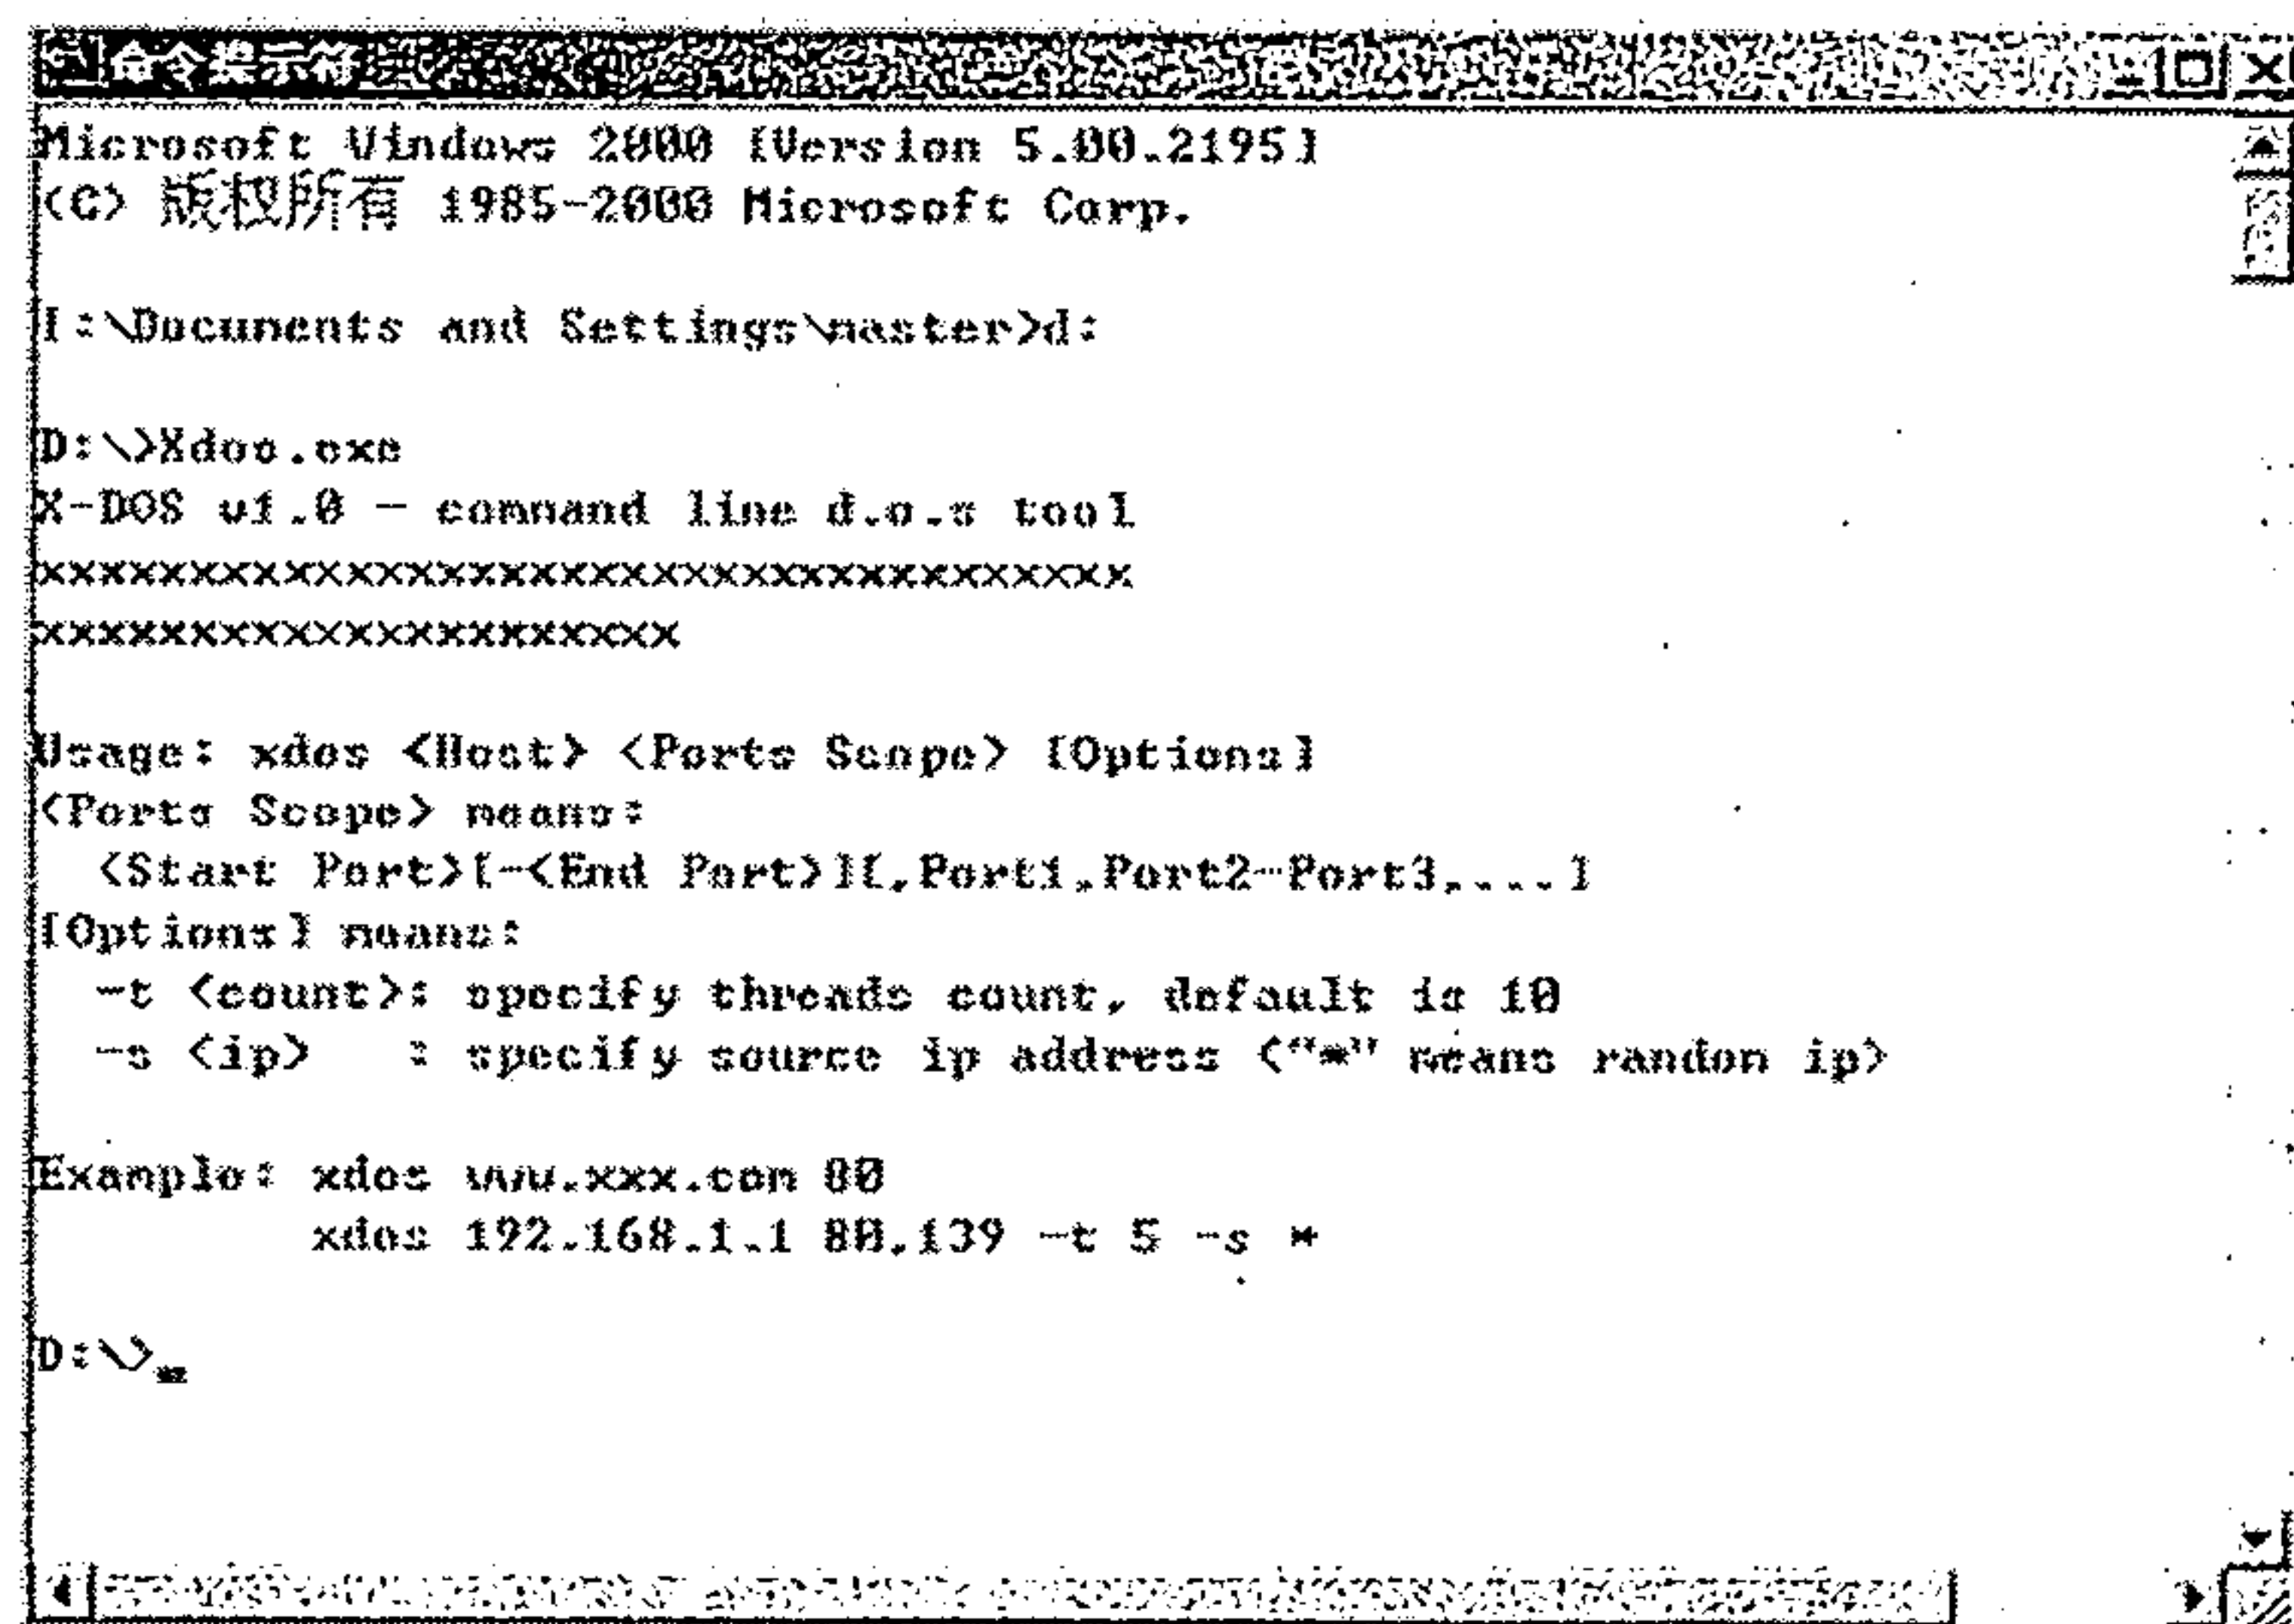 命令提示符
Microsoft Windows 2000 [Version 5.00.2195]
(C) 版权所有 1985-2000 Microsoft Corp.
I:\Documents and Settings\master>d:
D:\>Xdos.exe
X-DOS v1.0 - command line d.o.s tool
xxxxxxxxxxxxxxxxxxxxxxxxxxxxxxxxxxxx
xxxxxxxxxxxxxxxxxxxxx
Usage: xdos <Host> <Ports Scope> [Options]
<Ports Scope> means:
<Start Port>[-<End Port>][,Port1,Port2-Port3,...]
[Options] means:
-t <count>: specify threads count, default is 10
-s <ip> : specify source ip address ("*" means random ip)
Example: xdos www.xxx.com 80
xdos 192.168.1.1 80,139 -t 5 -s *
D:\>_